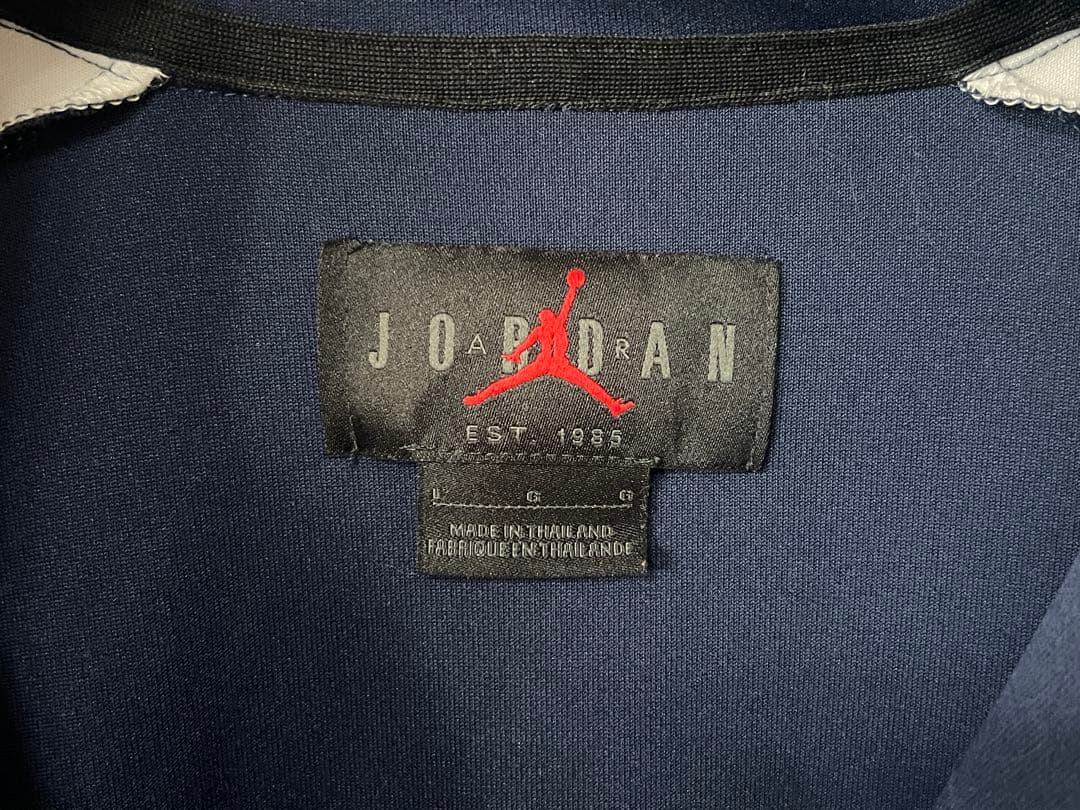 JORDAN
AIR
EST. 1985
L G G
MADE IN THAILAND
FABRIQUE EN THAILANDE